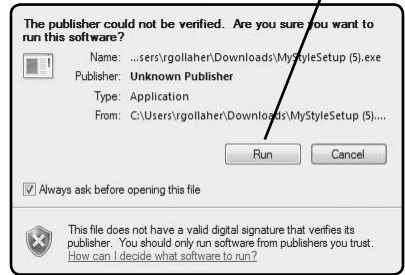 The publisher could not be verified.  Are you sure you want to
run this software?
Name: ...sers\rgollaher\Downloads\MyStyleSetup (5).exe
Publisher: Unknown Publisher
Type: Application
From: C:\Users\rgollaher\Downloads\MyStyleSetup (5)....
Run
Cancel
Always ask before opening this file
This file does not have a valid digital signature that verifies its
publisher.  You should only run software from publishers you trust.
How can I decide what software to run?